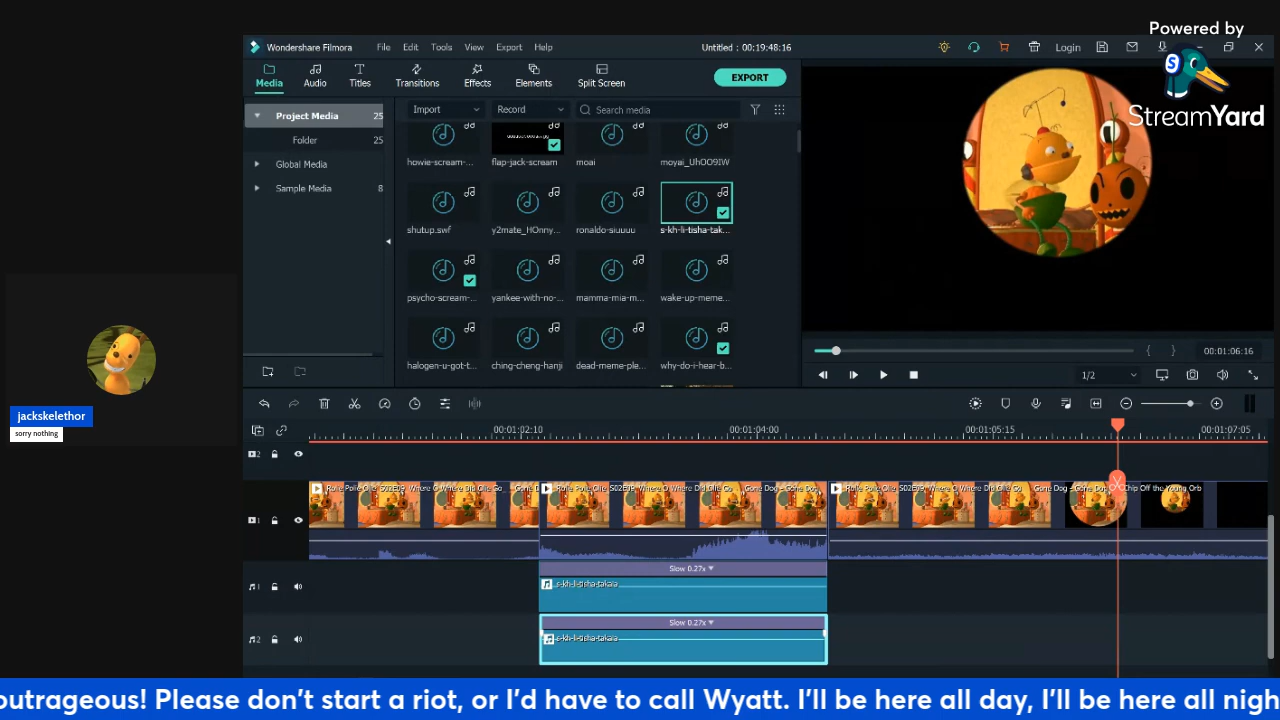 Powered by
StreamYard
Wondershare Filmora
File
Edit
Tools
View
Export
Help
Untitled : 00:19:48:16
Login
Media
Audio
Titles
Transitions
Effects
Elements
Split Screen
EXPORT
Project Media
25
Folder
25
Global Media
Sample Media
8
Import
Record
Search media
howie-scream-...
flap-jack-scream
moai
moyai_UhOO9IW
shutup.swf
y2mate_HOnny...
ronaldo-siuuuu
s-kh-li-tisha-tak...
psycho-scream-...
yankee-with-no-...
mamma-mia-m...
wake-up-meme...
halogen-u-got-t...
ching-cheng-hanji
dead-meme-ple...
why-do-i-hear-b...
00:01:06:16
1/2
jackskelethor
sorry nothing
00:01:02:10
00:01:04:00
00:01:05:15
00:01:07:05
2
1
Slow 0.27x
s-kh-li-tisha-takaia
1
Slow 0.27x
s-kh-li-tisha-takaia
2
outrageous! Please don't start a riot, or I'd have to call Wyatt. I'll be here all day, I'll be here all nigh